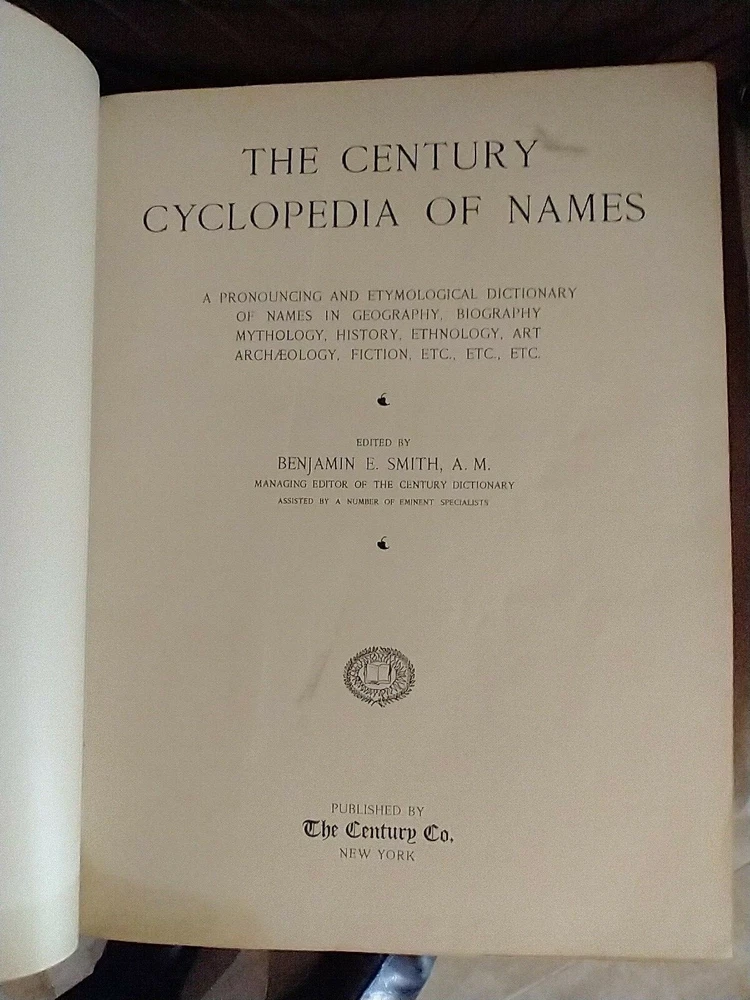 THE CENTURY
CYCLOPEDIA OF NAMES
A PRONOUNCING AND ETYMOLOGICAL DICTIONARY
OF NAMES IN GEOGRAPHY, BIOGRAPHY
MYTHOLOGY, HISTORY, ETHNOLOGY, ART
ARCHÆOLOGY, FICTION, ETC., ETC., ETC.
EDITED BY
BENJAMIN E. SMITH, A. M.
MANAGING EDITOR OF THE CENTURY DICTIONARY
ASSISTED BY A NUMBER OF EMINENT SPECIALISTS
PUBLISHED BY
The Century Co.
NEW YORK